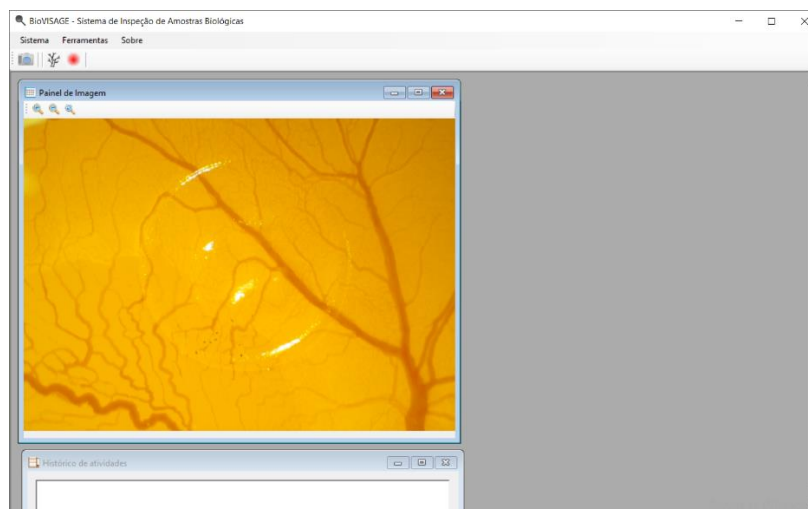 BioVISAGE - Sistema de Inspeção de Amostras Biológicas
Sistema Ferramentas Sobre
Painel de Imagem
Histórico de atividades